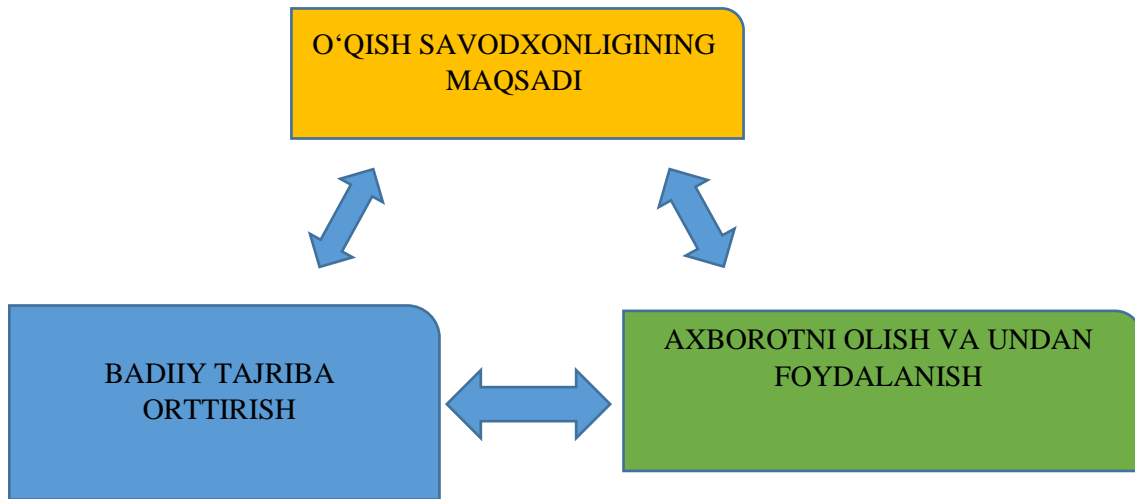 O‘QISH SAVODXONLIGINING
MAQSADI
BADIIY TAJRIBA
ORTTIRISH
AXBOROTNI OLISH VA UNDAN
FOYDALANISH